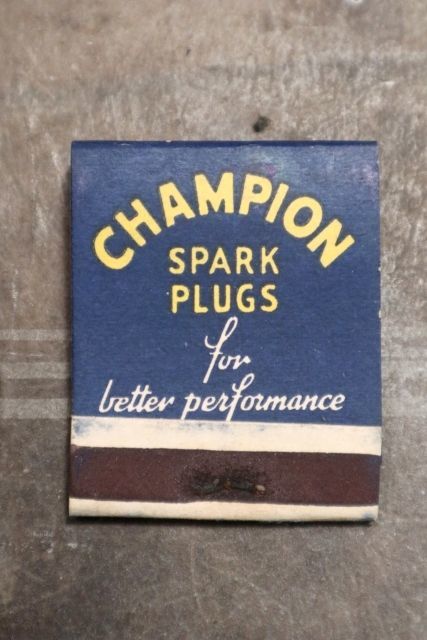 CHAMPION
SPARK
PLUGS
for
better performance